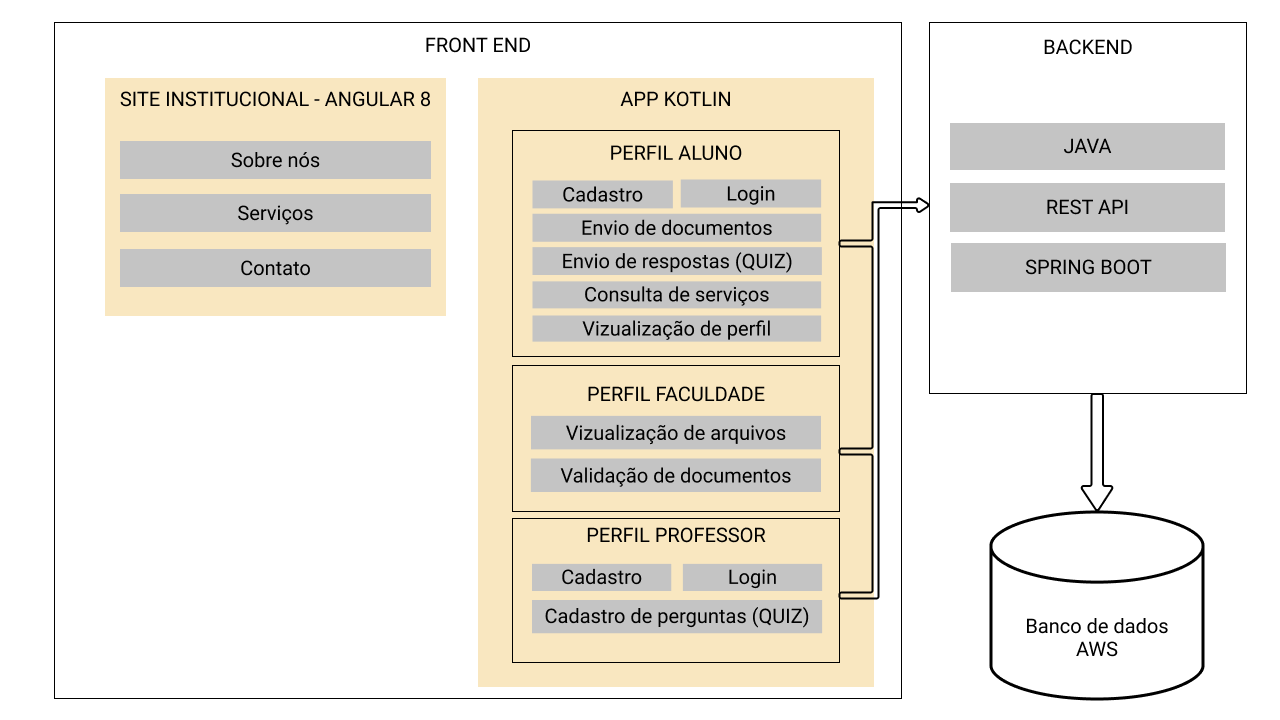 FRONT END
SITE INSTITUCIONAL - ANGULAR 8
Sobre nós
Serviços
Contato
APP KOTLIN
PERFIL ALUNO
Cadastro
Login
Envio de documentos
Envio de respostas (QUIZ)
Consulta de serviços
Vizualização de perfil
PERFIL FACULDADE
Vizualização de arquivos
Validação de documentos
PERFIL PROFESSOR
Cadastro
Login
Cadastro de perguntas (QUIZ)
BACKEND
JAVA
REST API
SPRING BOOT
Banco de dados
AWS